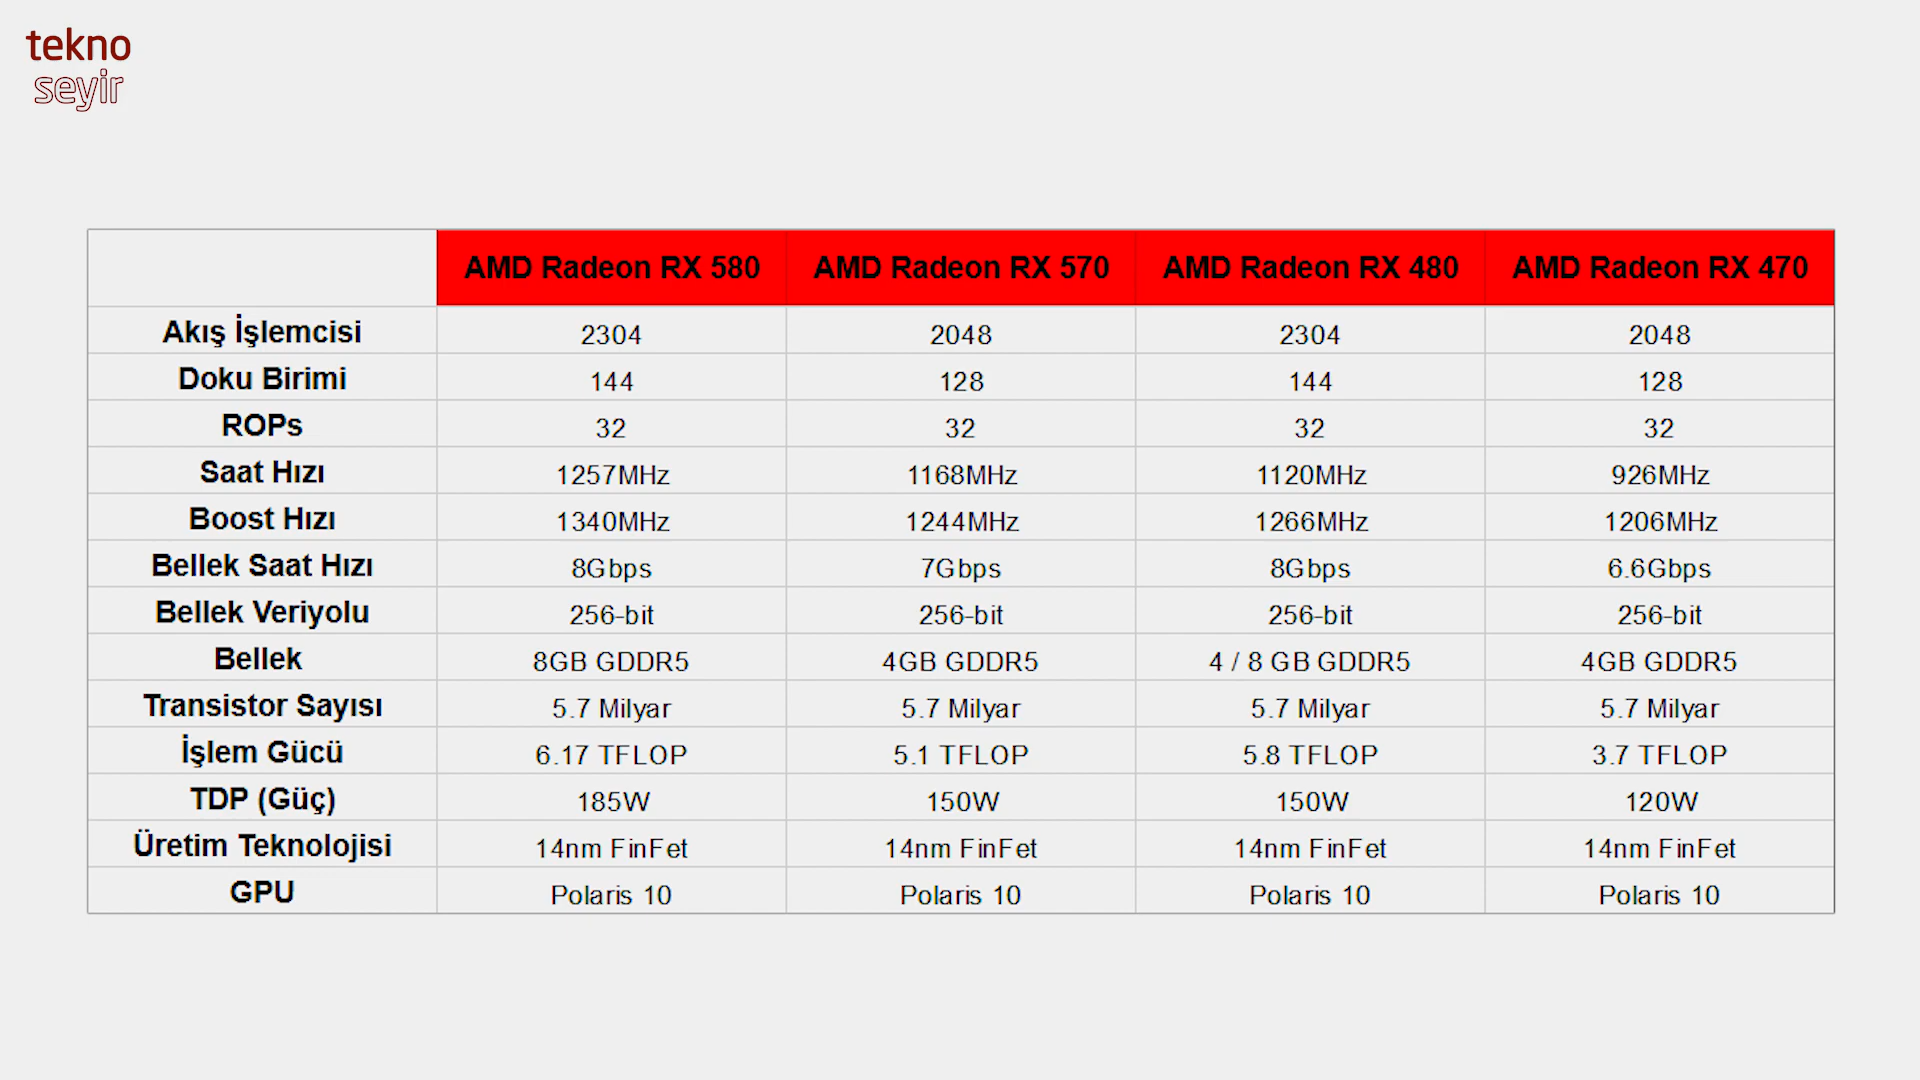 tekno
seyir
AMD Radeon RX 580 AMD Radeon RX 570 AMD Radeon RX 480 AMD Radeon RX 470
Akış İşlemcisi 2304 2048 2304 2048
Doku Birimi 144 128 144 128
ROPs 32 32 32 32
Saat Hızı 1257MHz 1168MHz 1120MHz 926MHz
Boost Hızı 1340MHz 1244MHz 1266MHz 1206MHz
Bellek Saat Hızı 8Gbps 7Gbps 8Gbps 6.6Gbps
Bellek Veriyolu 256-bit 256-bit 256-bit 256-bit
Bellek 8GB GDDR5 4GB GDDR5 4 / 8 GB GDDR5 4GB GDDR5
Transistor Sayısı 5.7 Milyar 5.7 Milyar 5.7 Milyar 5.7 Milyar
İşlem Gücü 6.17 TFLOP 5.1 TFLOP 5.8 TFLOP 3.7 TFLOP
TDP (Güç) 185W 150W 150W 120W
Üretim Teknolojisi 14nm FinFet 14nm FinFet 14nm FinFet 14nm FinFet
GPU Polaris 10 Polaris 10 Polaris 10 Polaris 10